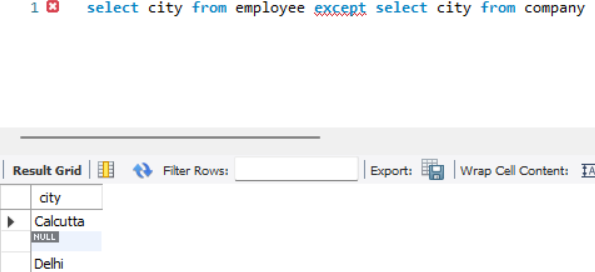 1 select city from employee except select city from company
Result Grid Filter Rows: Export: Wrap Cell Content:
city
Calcutta
NULL
Delhi